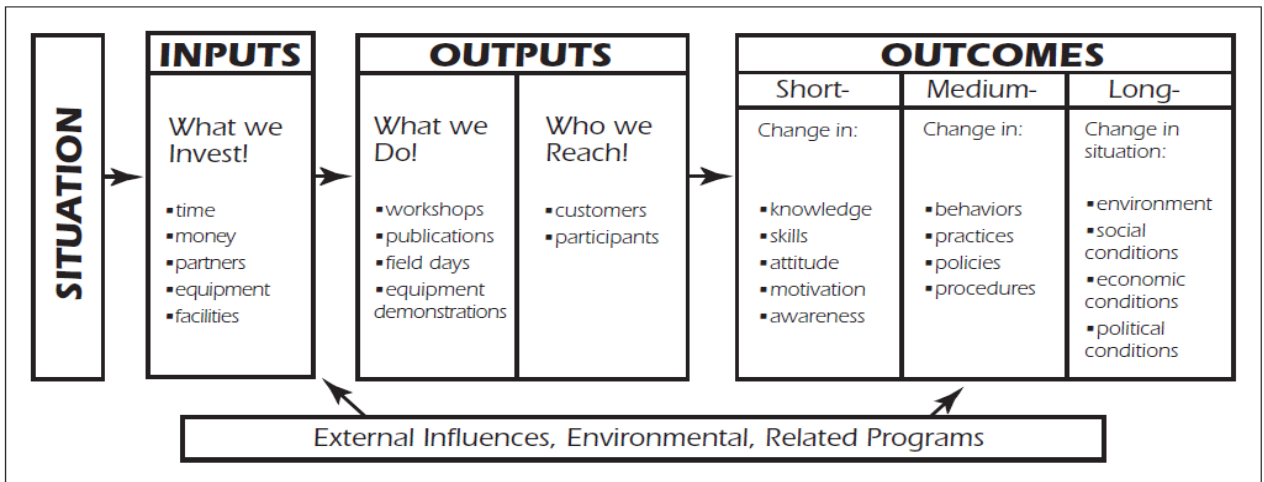 SITUATION
INPUTS
What we
Invest!
▪time
▪money
▪partners
▪equipment
▪facilities
OUTPUTS
What we
Do!
▪workshops
▪publications
▪field days
▪equipment
demonstrations
Who we
Reach!
▪customers
▪participants
OUTCOMES
Short-
Change in:
▪knowledge
▪skills
▪attitude
▪motivation
▪awareness
Medium-
Change in:
▪behaviors
▪practices
▪policies
▪procedures
Long-
Change in
situation:
▪environment
▪social
conditions
▪economic
conditions
▪political
conditions
External Influences, Environmental, Related Programs